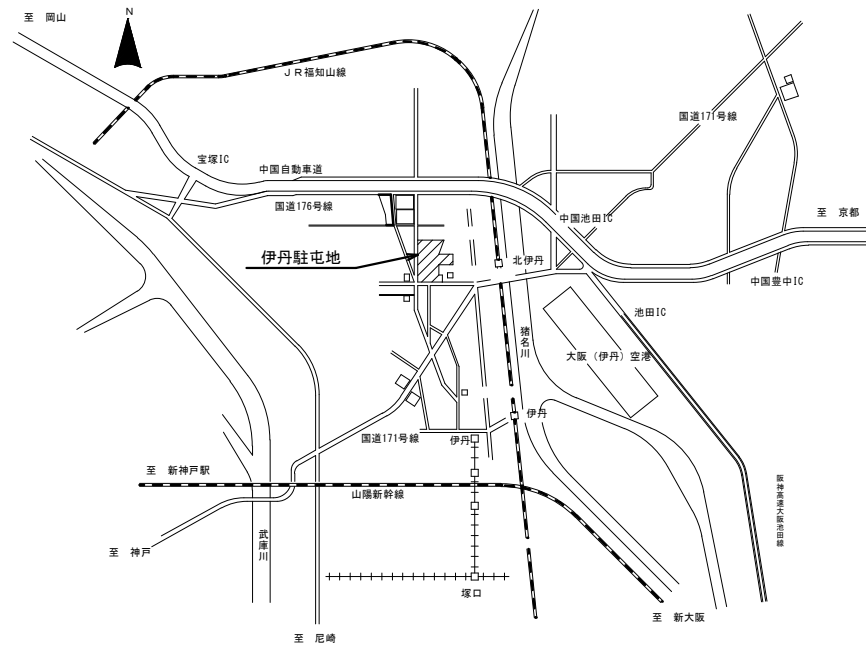 至 岡山
N
JR福知山線
国道171号線
宝塚IC
中国自動車道
国道176号線
中国池田IC
至 京都
伊丹駐屯地
北伊丹
中国豊中IC
池田IC
猪名川
大阪(伊丹)空港
伊丹
国道171号線
伊丹
至 新神戸駅
山陽新幹線
阪神高速大阪池田線
武庫川
至 神戸
塚口
至 新大阪
至 尼崎